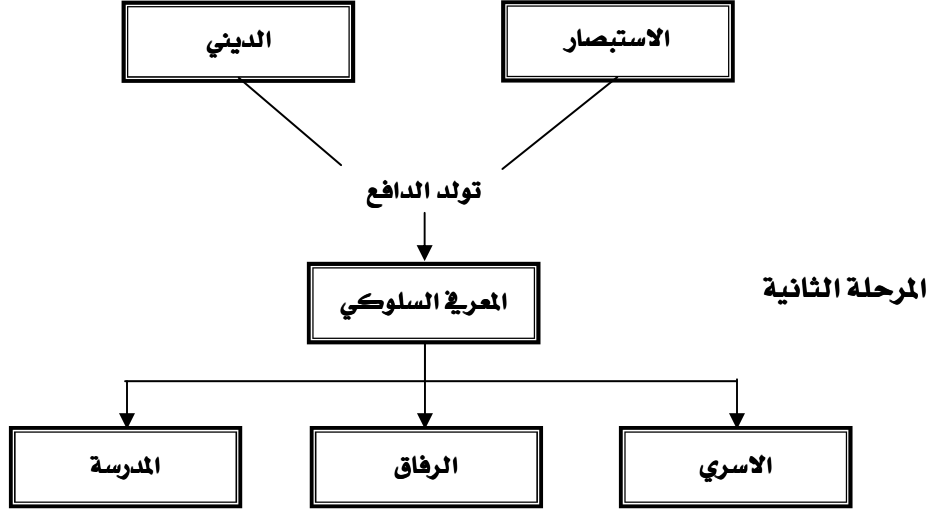 الاستبصار
الديني
تولد الدافع
المعرفي السلوكي
المرحلة الثانية
الاسري
الرفاق
المدرسة